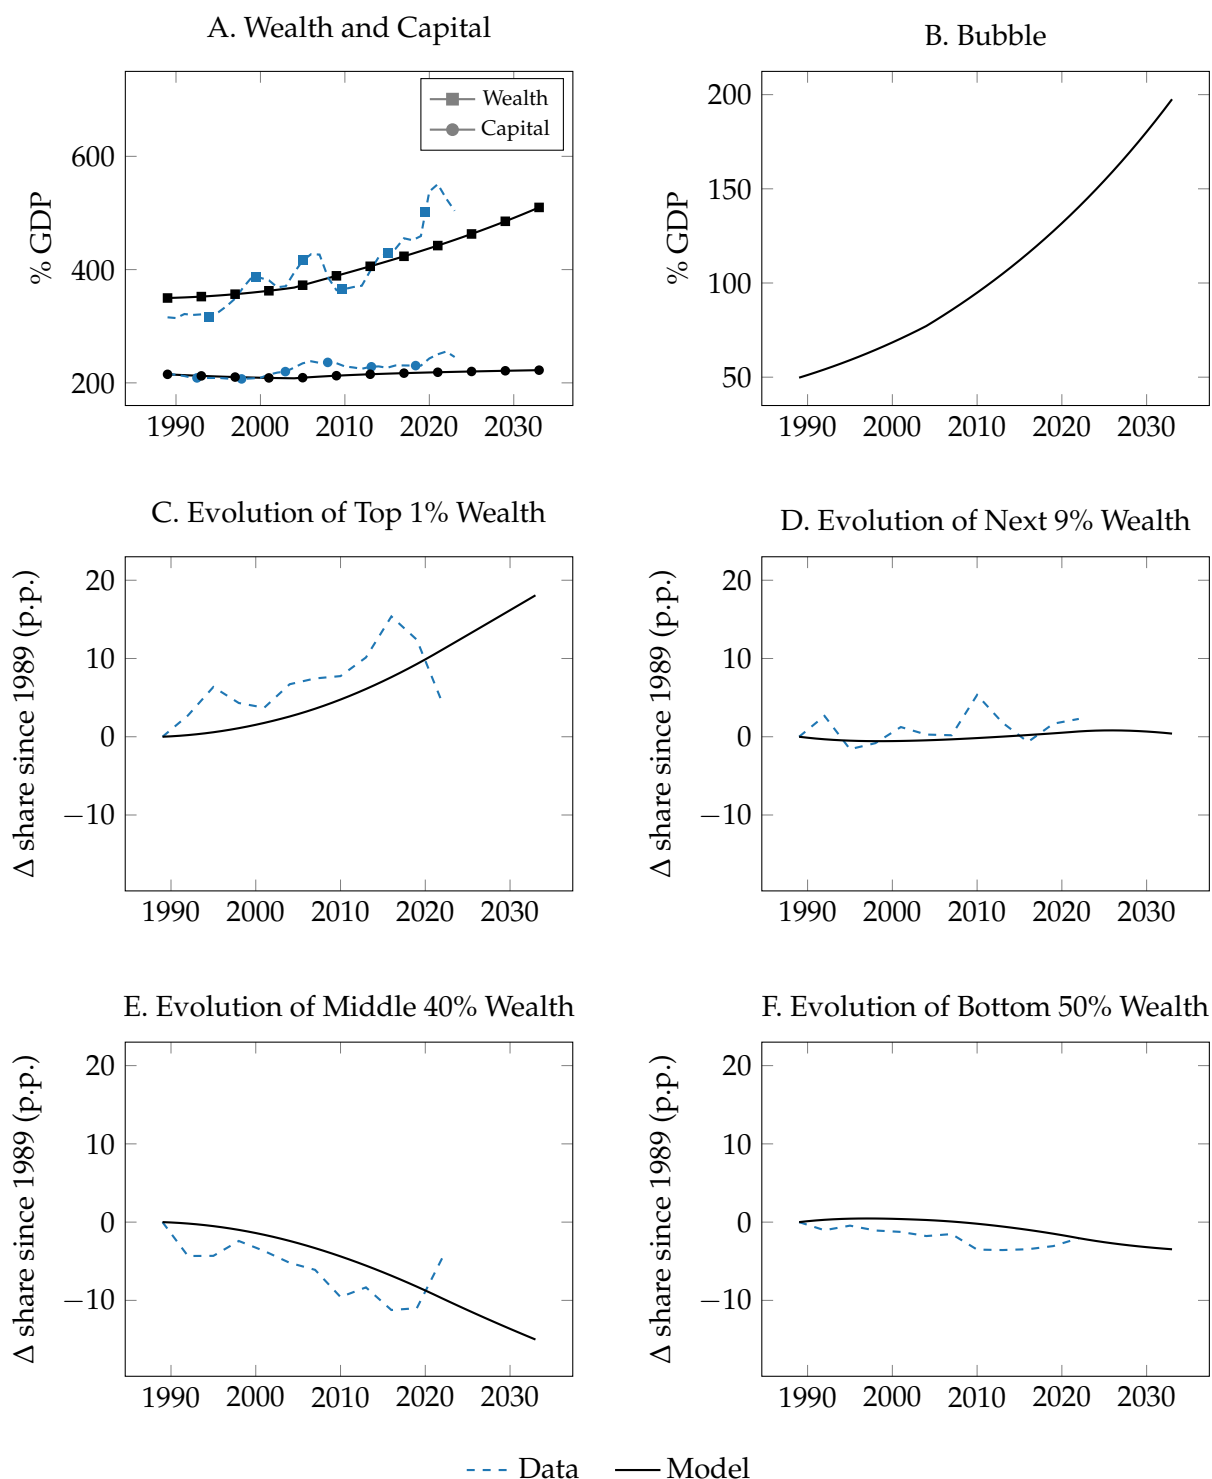 A. Wealth and Capital
% GDP
600
400
200
1990 2000 2010 2020 2030
Wealth
Capital
B. Bubble
% GDP
200
150
100
50
1990 2000 2010 2020 2030
C. Evolution of Top 1% Wealth
Δ share since 1989 (p.p.)
20
10
0
−10
1990 2000 2010 2020 2030
D. Evolution of Next 9% Wealth
Δ share since 1989 (p.p.)
20
10
0
−10
1990 2000 2010 2020 2030
E. Evolution of Middle 40% Wealth
Δ share since 1989 (p.p.)
20
10
0
−10
1990 2000 2010 2020 2030
F. Evolution of Bottom 50% Wealth
Δ share since 1989 (p.p.)
20
10
0
−10
1990 2000 2010 2020 2030
Data Model